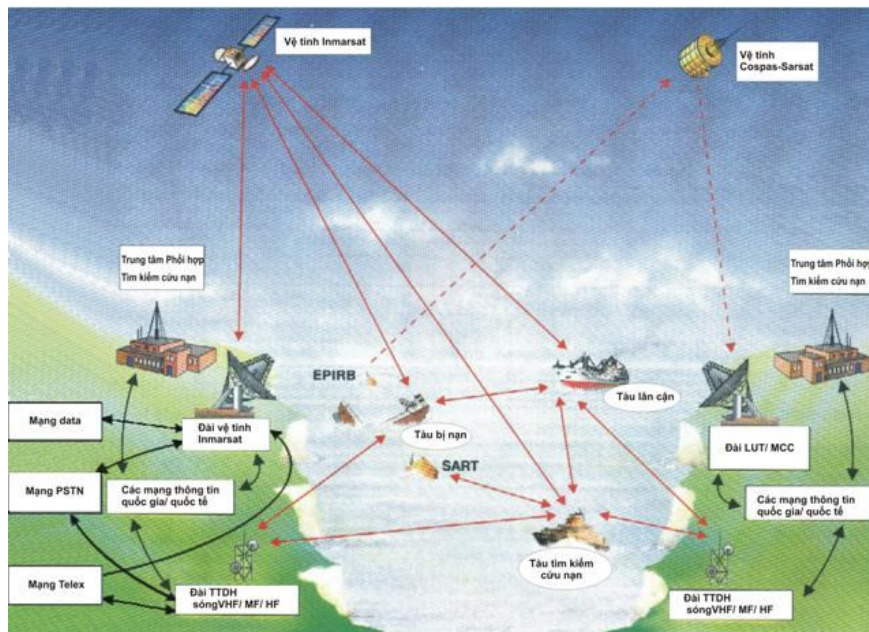 Vệ tinh Inmarsat
Vệ tinh
Cospas-Sarsat
Trung tâm Phối hợp
Tìm kiếm cứu nạn
Trung tâm Phối hợp
Tìm kiếm cứu nạn
EPIRB
Tàu lân cận
Mạng data
Đài vệ tinh
Inmarsat
Tàu bị nạn
Đài LUT/ MCC
SART
Mạng PSTN
Các mạng thông tin
quốc gia/ quốc tế
Các mạng thông tin
quốc gia/ quốc tế
Tàu tìm kiếm
cứu nạn
Mạng Telex
Đài TTDH
sóngVHF/ MF/ HF
Đài TTDH
sóngVHF/ MF/ HF